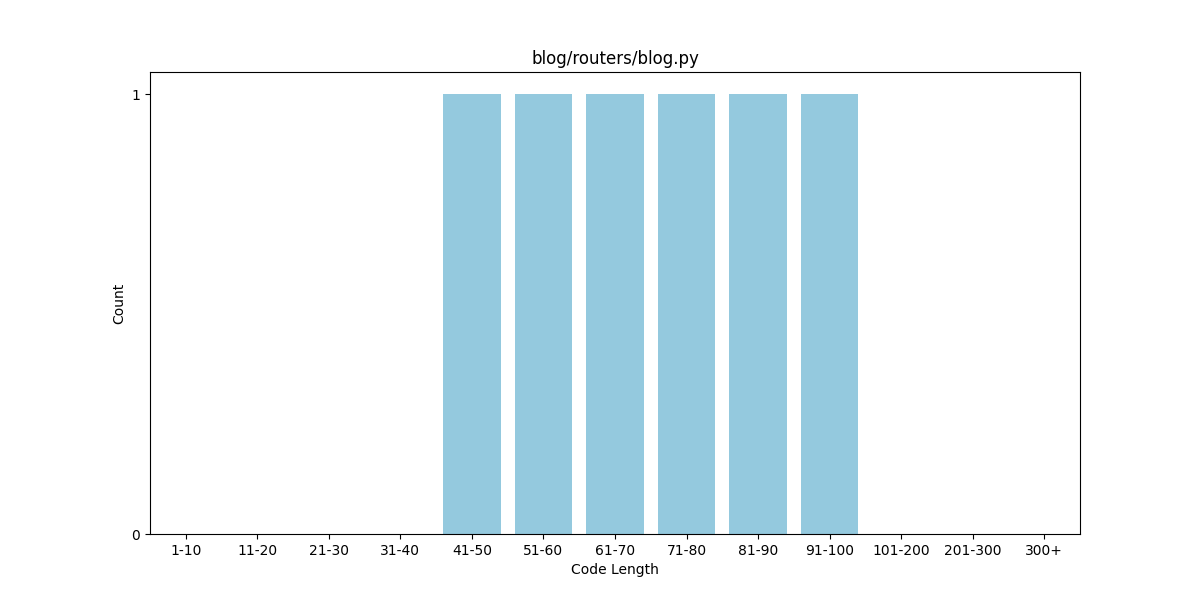 blog/routers/blog.py
1
Count
0
1-10 11-20 21-30 31-40 41-50 51-60 61-70 71-80 81-90 91-100 101-200 201-300 300+
Code Length